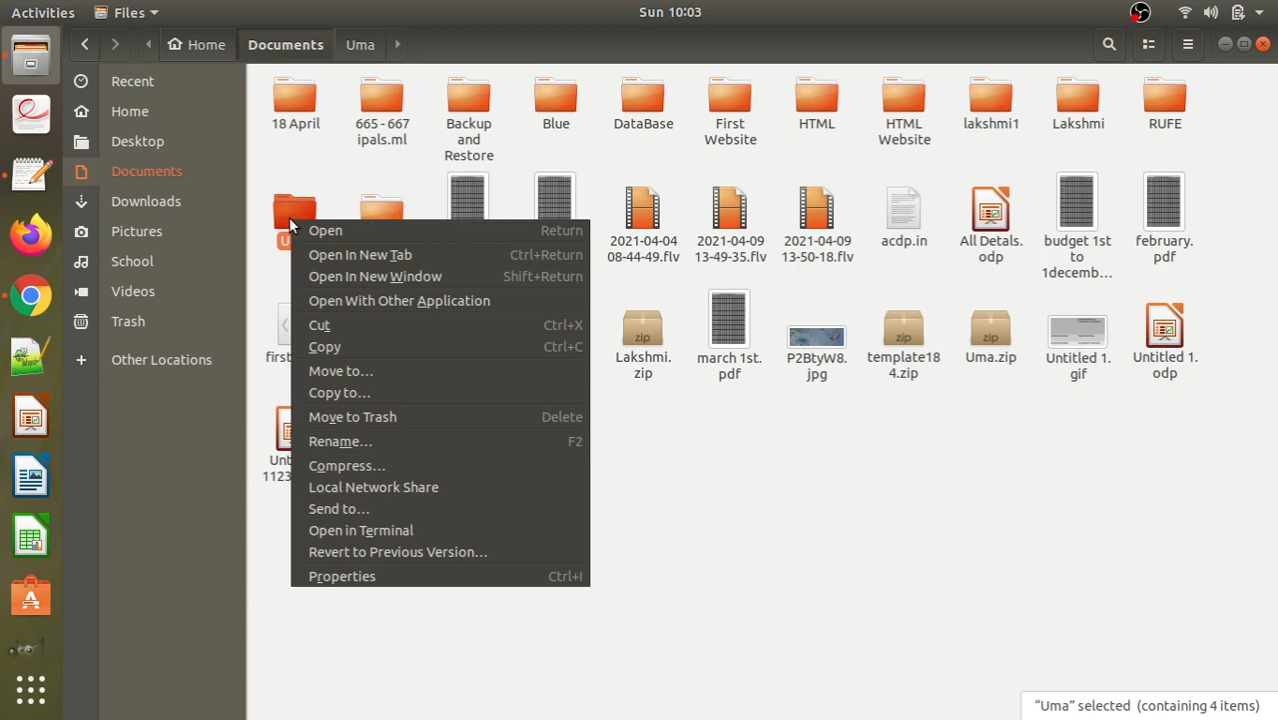 Activities Files Sun 10:03
Home Documents Uma
Recent
Home
Desktop
Documents
Downloads
Pictures
School
Videos
Trash
Other Locations
18 April
665 - 667
ipals.ml
Backup
and
Restore
Blue
DataBase
First
Website
HTML
HTML
Website
lakshmi1
Lakshmi
RUFE
2021-04-04
08-44-49.flv
2021-04-09
13-49-35.flv
2021-04-09
13-50-18.flv
acdp.in
All Detals.
odp
budget 1st
to
1decemb...
february.
pdf
zip
Lakshmi.
zip
march 1st.
pdf
P2BtyW8.
jpg
zip
template18
4.zip
zip
Uma.zip
Untitled 1.
gif
Untitled 1.
odp
Open Return
Open In New Tab Ctrl+Return
Open In New Window Shift+Return
Open With Other Application
Cut Ctrl+X
Copy Ctrl+C
Move to...
Copy to...
Move to Trash Delete
Rename... F2
Compress...
Local Network Share
Send to...
Open in Terminal
Revert to Previous Version...
Properties Ctrl+I
“Uma” selected (containing 4 items)